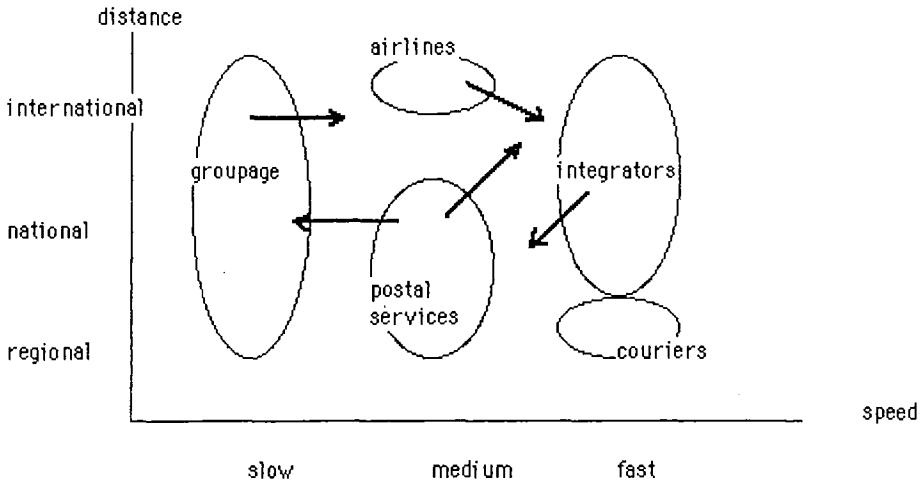 distance
airlines
international
groupage
integrators
national
postal
services
regional
couriers
speed
slow
medium
fast